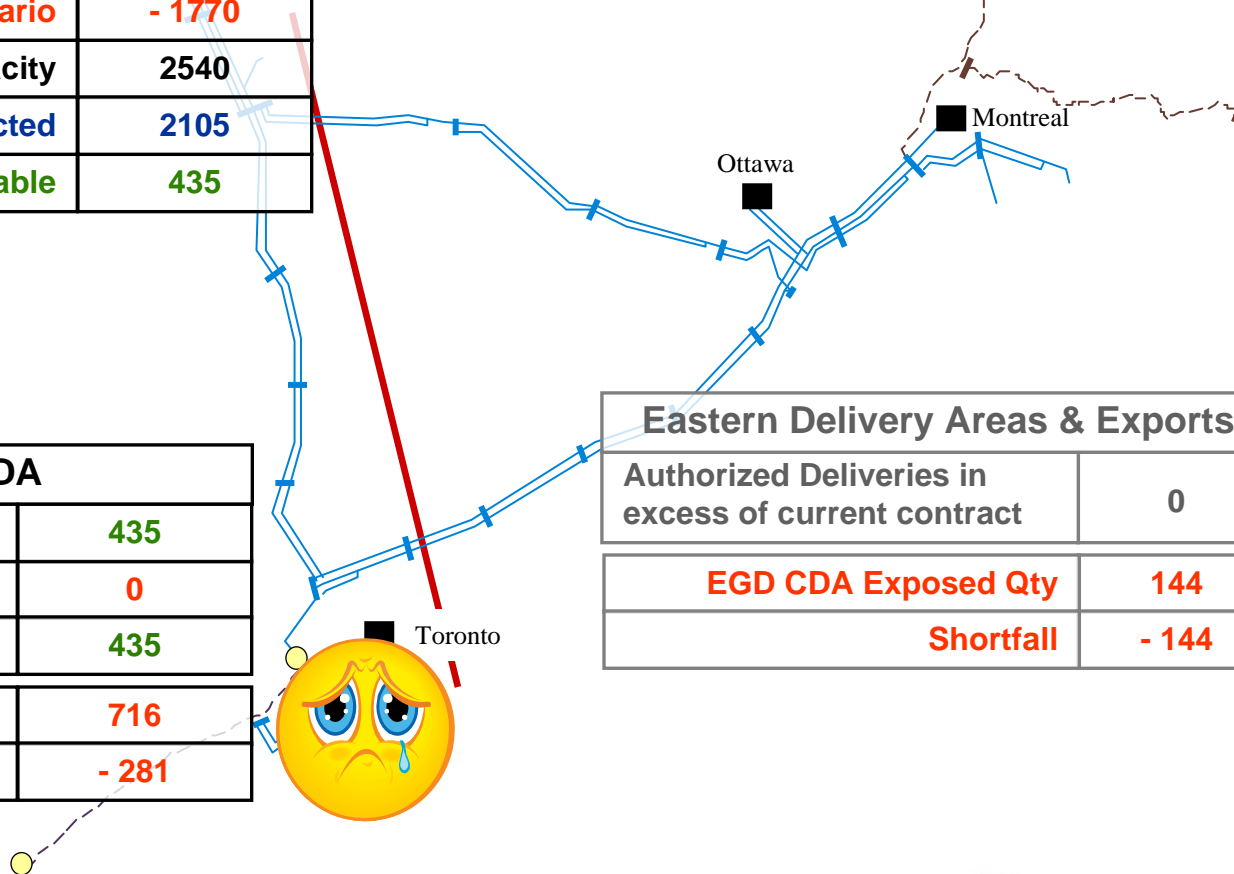 ario - 1770
city 2540
cted 2105
able 435
Montreal
Ottawa
Eastern Delivery Areas & Exports
Authorized Deliveries in
excess of current contract 0
EGD CDA Exposed Qty 144
Shortfall - 144
DA
435
0
435
716
- 281
Toronto